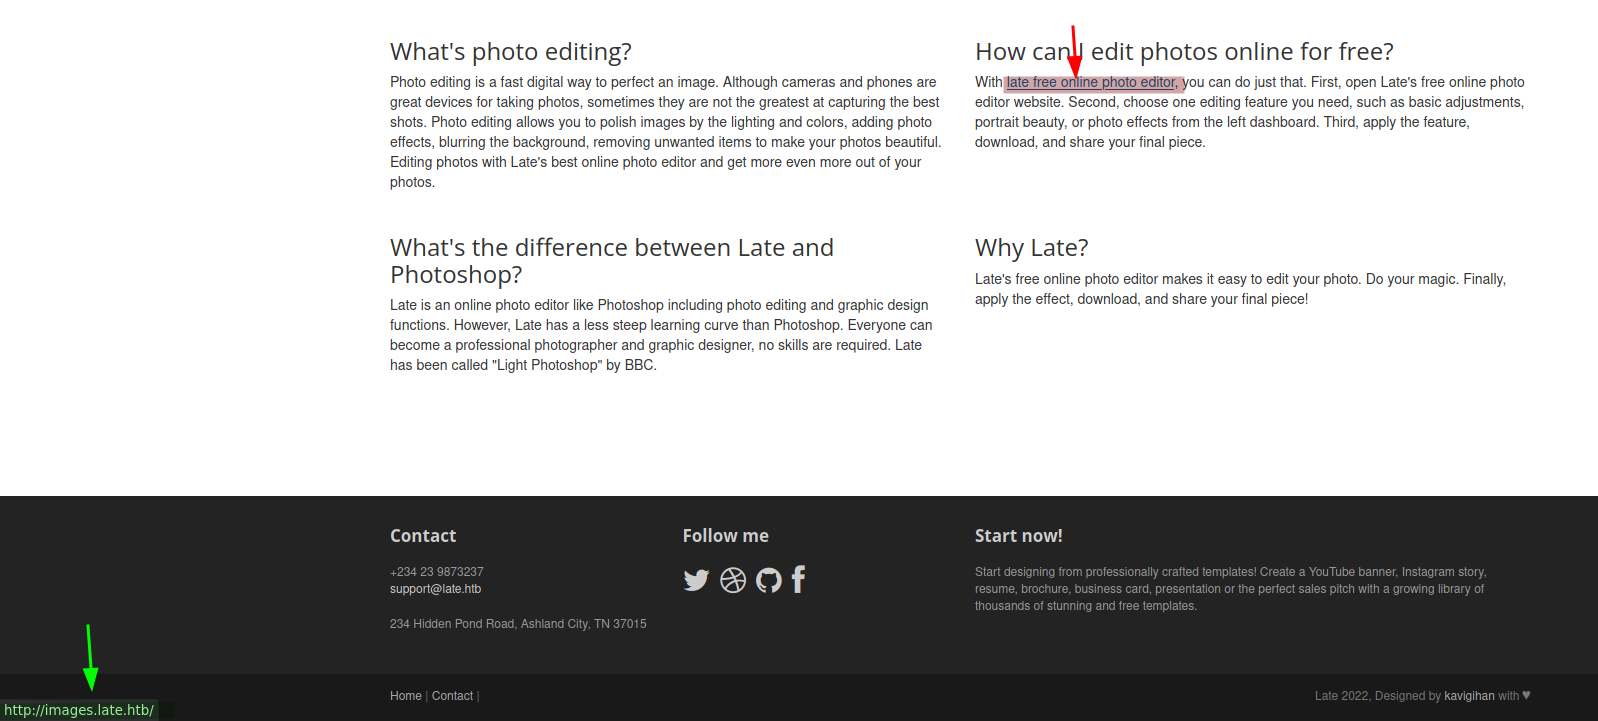 What's photo editing?
Photo editing is a fast digital way to perfect an image. Although cameras and phones are
great devices for taking photos, sometimes they are not the greatest at capturing the best
shots. Photo editing allows you to polish images by the lighting and colors, adding photo
effects, blurring the background, removing unwanted items to make your photos beautiful.
Editing photos with Late's best online photo editor and get more even more out of your
photos.
How can I edit photos online for free?
With late free online photo editor, you can do just that. First, open Late's free online photo
editor website. Second, choose one editing feature you need, such as basic adjustments,
portrait beauty, or photo effects from the left dashboard. Third, apply the feature,
download, and share your final piece.
What's the difference between Late and
Photoshop?
Late is an online photo editor like Photoshop including photo editing and graphic design
functions. However, Late has a less steep learning curve than Photoshop. Everyone can
become a professional photographer and graphic designer, no skills are required. Late
has been called "Light Photoshop" by BBC.
Why Late?
Late's free online photo editor makes it easy to edit your photo. Do your magic. Finally,
apply the effect, download, and share your final piece!
Contact
+234 23 9873237
support@late.htb
234 Hidden Pond Road, Ashland City, TN 37015
Follow me
Start now!
Start designing from professionally crafted templates! Create a YouTube banner, Instagram story,
resume, brochure, business card, presentation or the perfect sales pitch with a growing library of
thousands of stunning and free templates.
Home | Contact |
Late 2022, Designed by kavigihan with ♥
http://images.late.htb/